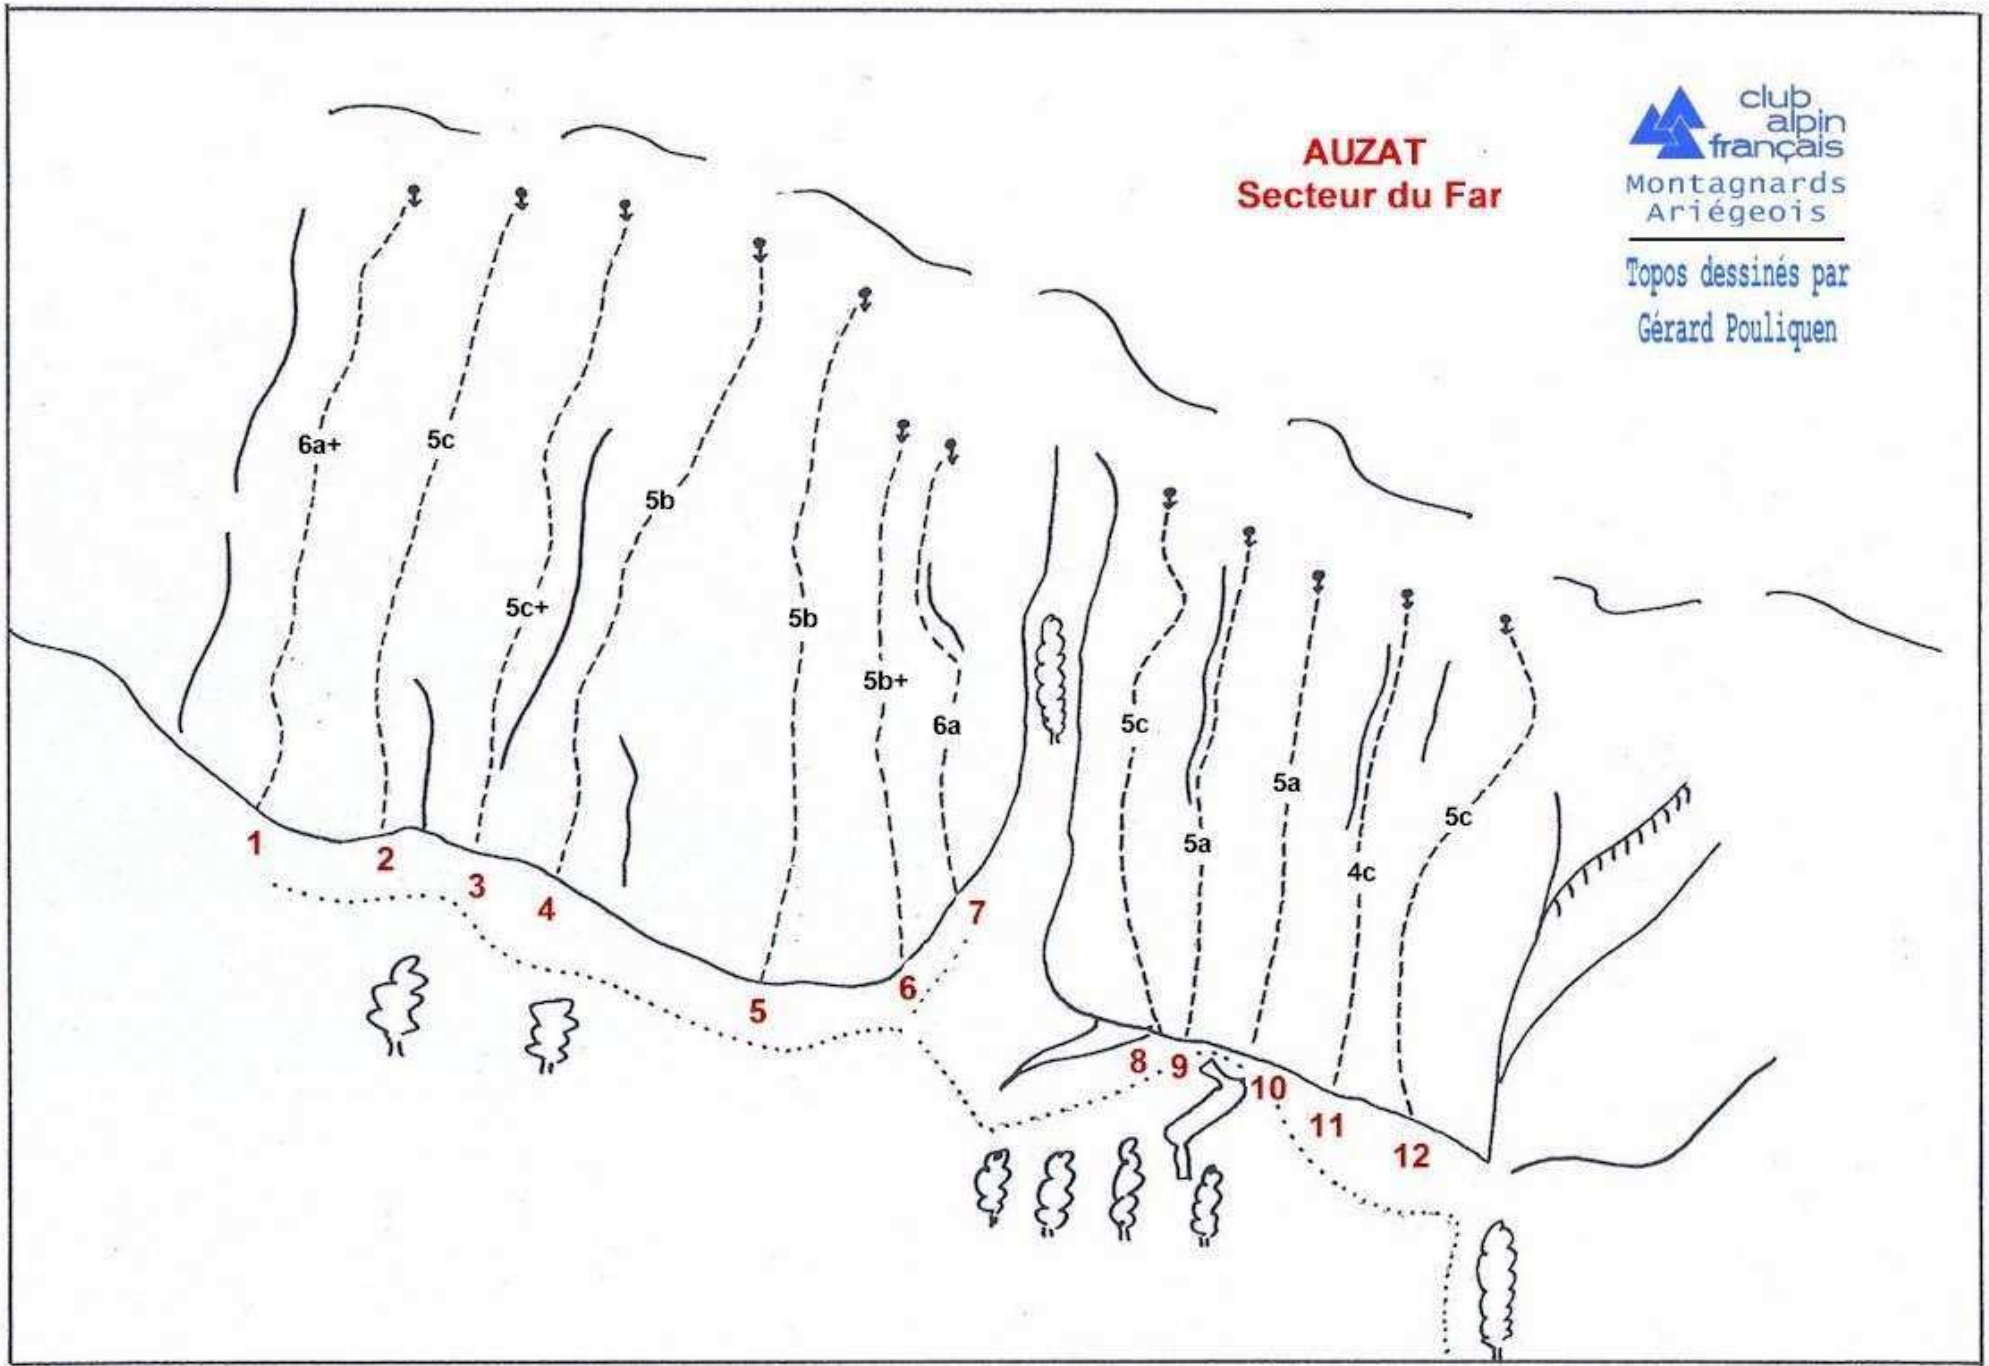 club
alpin
français
Montagnards
Ariégeois
Topos dessinés par
Gérard Pouliquen
AUZAT
Secteur du Far
6a+
5c
5c+
5b
5b
5b+
6a
5c
5a
5a
4c
5c
1
2
3
4
5
6
7
8
9
10
11
12